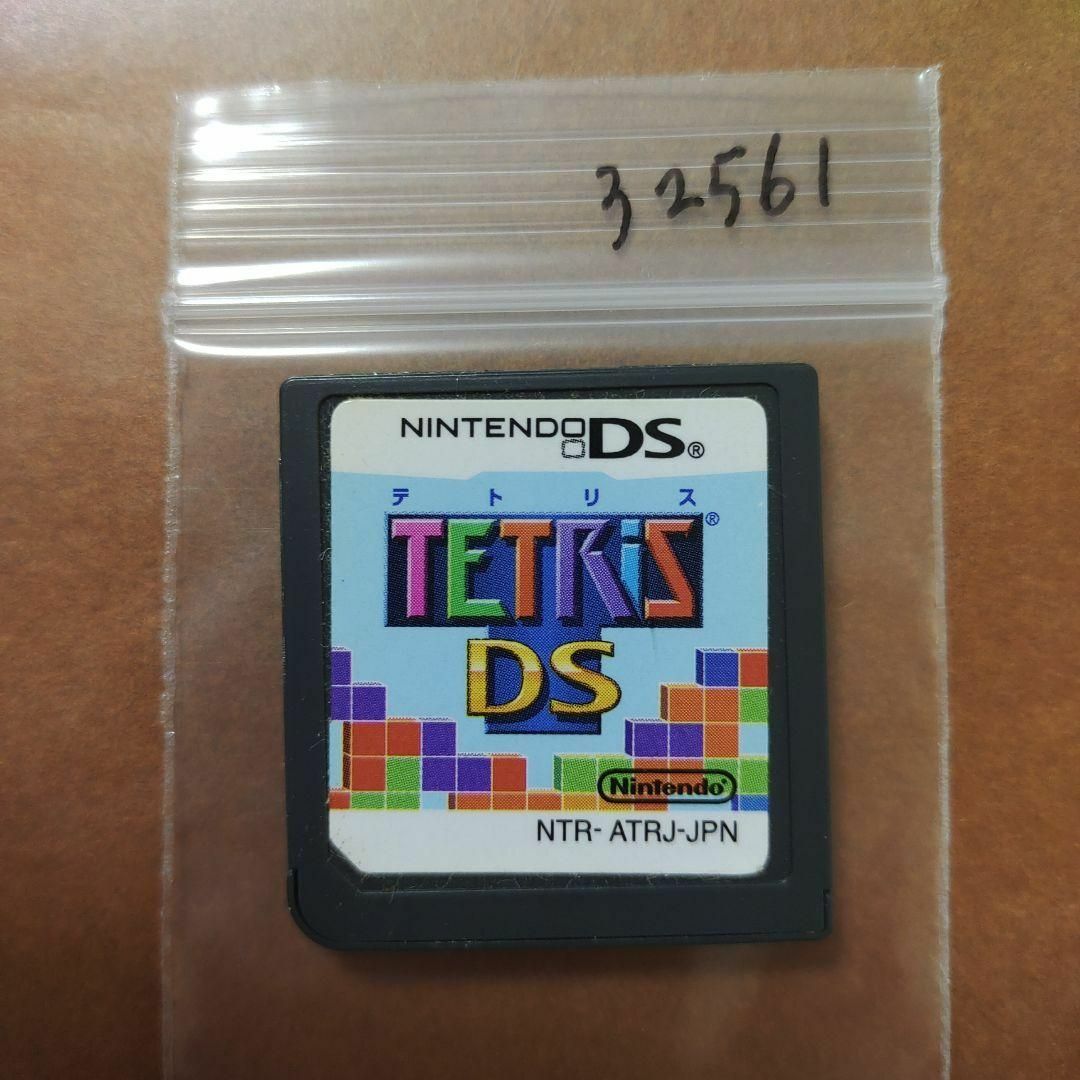 32561
NINTENDO DS®
テトリス
TETRiS®
DS
Nintendo®
NTR- ATRJ-JPN